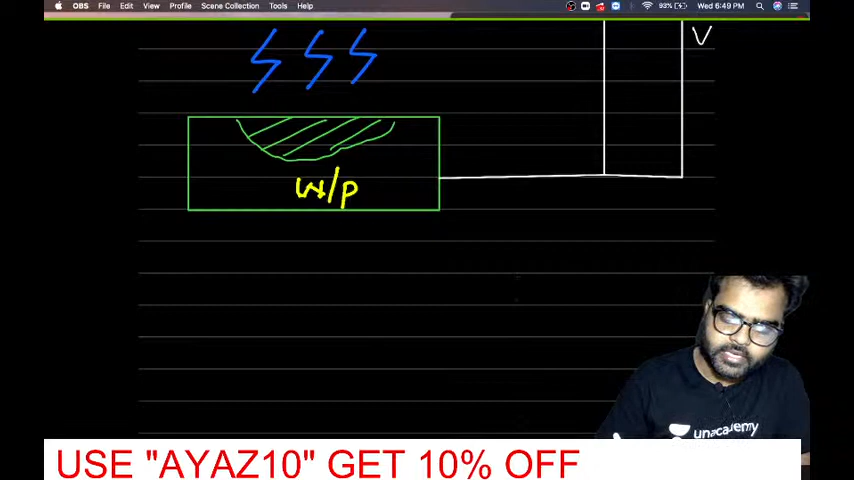 OBS File Edit View Profile Scene Collection Tools Help 93% Wed 6:49 PM
V
w/p
unacademy
USE "AYAZ10" GET 10% OFF